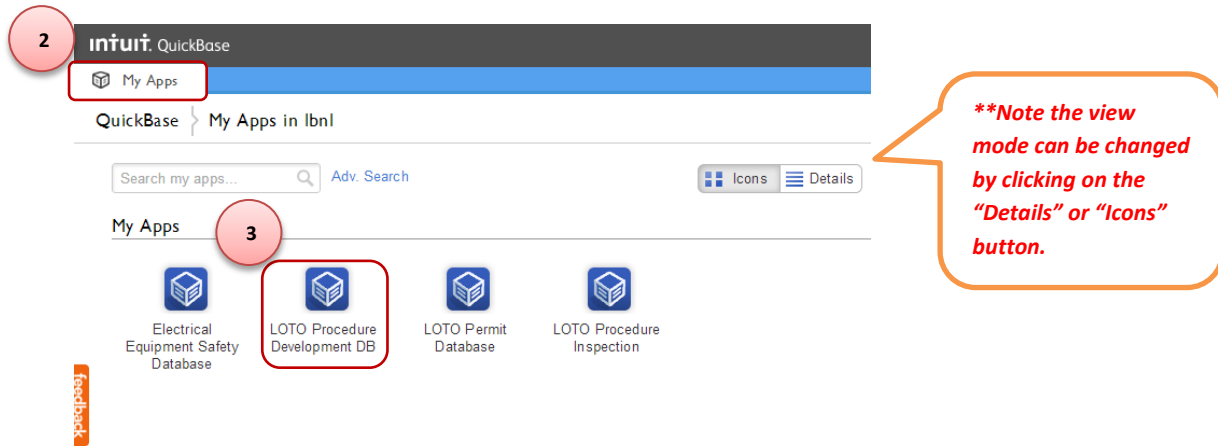 2
ıntuıt. QuickBase
My Apps
QuickBase My Apps in lbnl
Search my apps...
Adv. Search
Icons
Details
**Note the view
mode can be changed
by clicking on the
“Details” or “Icons”
button.
My Apps
3
Electrical
Equipment Safety
Database
LOTO Procedure
Development DB
LOTO Permit
Database
LOTO Procedure
Inspection
feedback